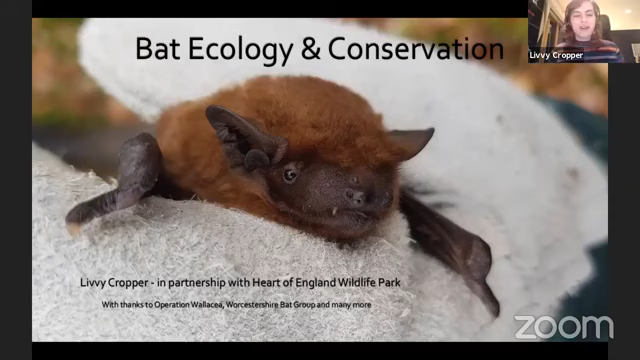 Bat Ecology & Conservation
Livvy Cropper
Livvy Cropper - in partnership with Heart of England Wildlife Park
With thanks to Operation Wallacea, Worcestershire Bat Group and many more
zoom